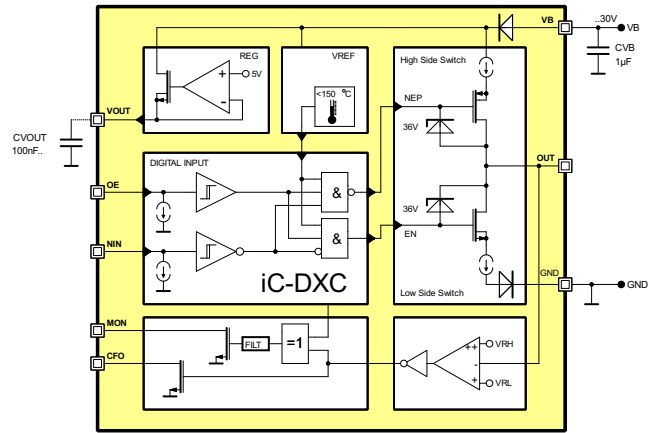 ..30V
VB
VB
CVB
1µF
REG
VREF
High Side Switch
+
5V
-
<150 °C
VOUT
NEP
36V
CVOUT
100nF..
DIGITAL INPUT
OUT
OE
&
36V
NIN
&
EN
iC-DXC
GND
GND
Low Side Switch
MON
FILT
=1
++
VRH
CFO
-
+
VRL